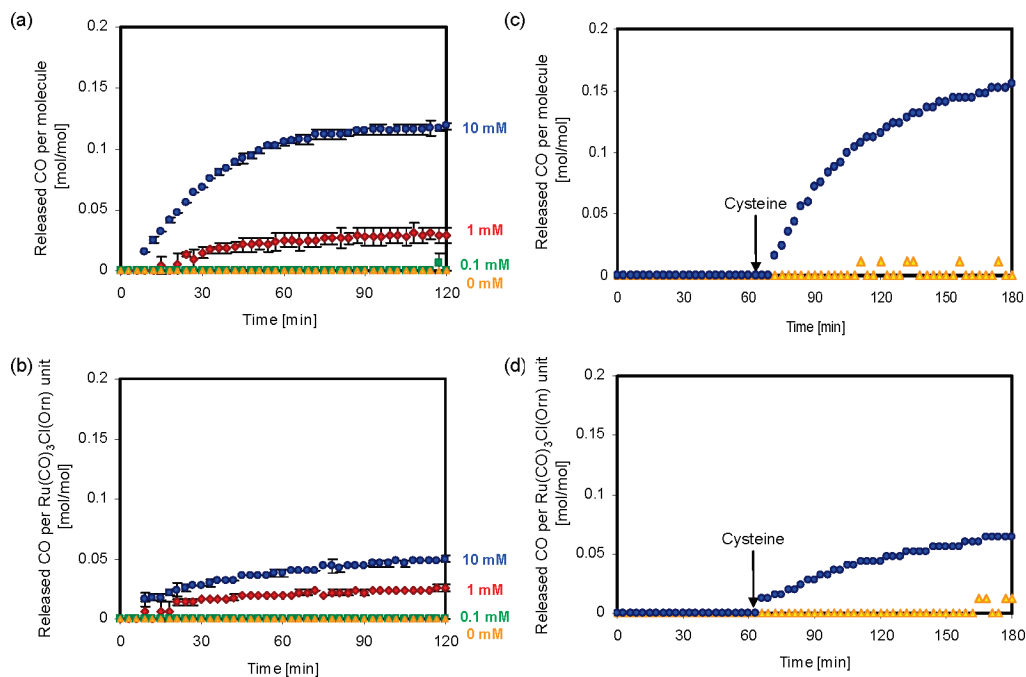 (a)
Released CO per molecule
[mol/mol]
0.2
0.15
0.1
0.05
0
0
30
60
90
120
Time [min]
10 mM
1 mM
0.1 mM
0 mM
(c)
Released CO per molecule
[mol/mol]
0.2
0.15
0.1
0.05
0
Cysteine
0
30
60
90
120
150
180
Time [min]
(b)
Released CO per Ru(CO)₃Cl(Orn) unit
[mol/mol]
0.2
0.15
0.1
0.05
0
0
30
60
90
120
Time [min]
10 mM
1 mM
0.1 mM
0 mM
(d)
Released CO per Ru(CO)₃Cl(Orn) unit
[mol/mol]
0.2
0.15
0.1
0.05
0
Cysteine
0
30
60
90
120
150
180
Time [min]